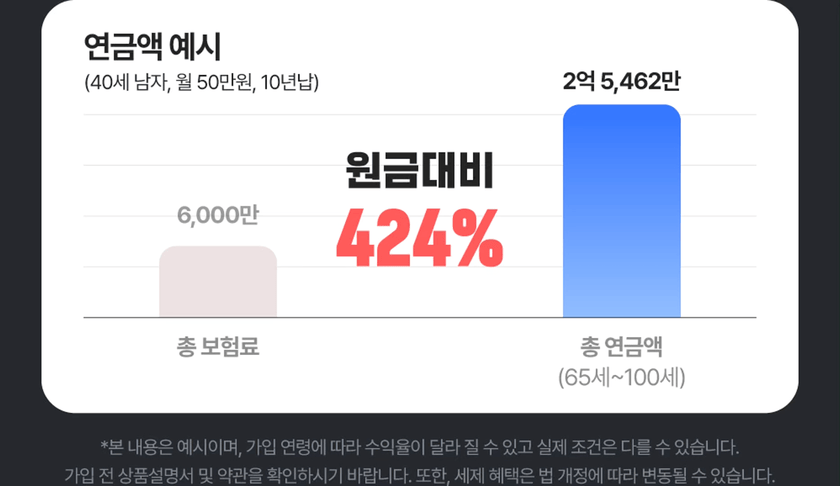 연금액 예시
(40세 남자, 월 50만원, 10년납)
2억 5,462만
원금대비
424%
6,000만
총 보험료
총 연금액
(65세~100세)
*본 내용은 예시이며, 가입 연령에 따라 수익율이 달라 질 수 있고 실제 조건은 다를 수 있습니다.
가입 전 상품설명서 및 약관을 확인하시기 바랍니다. 또한, 세제 혜택은 법 개정에 따라 변동될 수 있습니다.